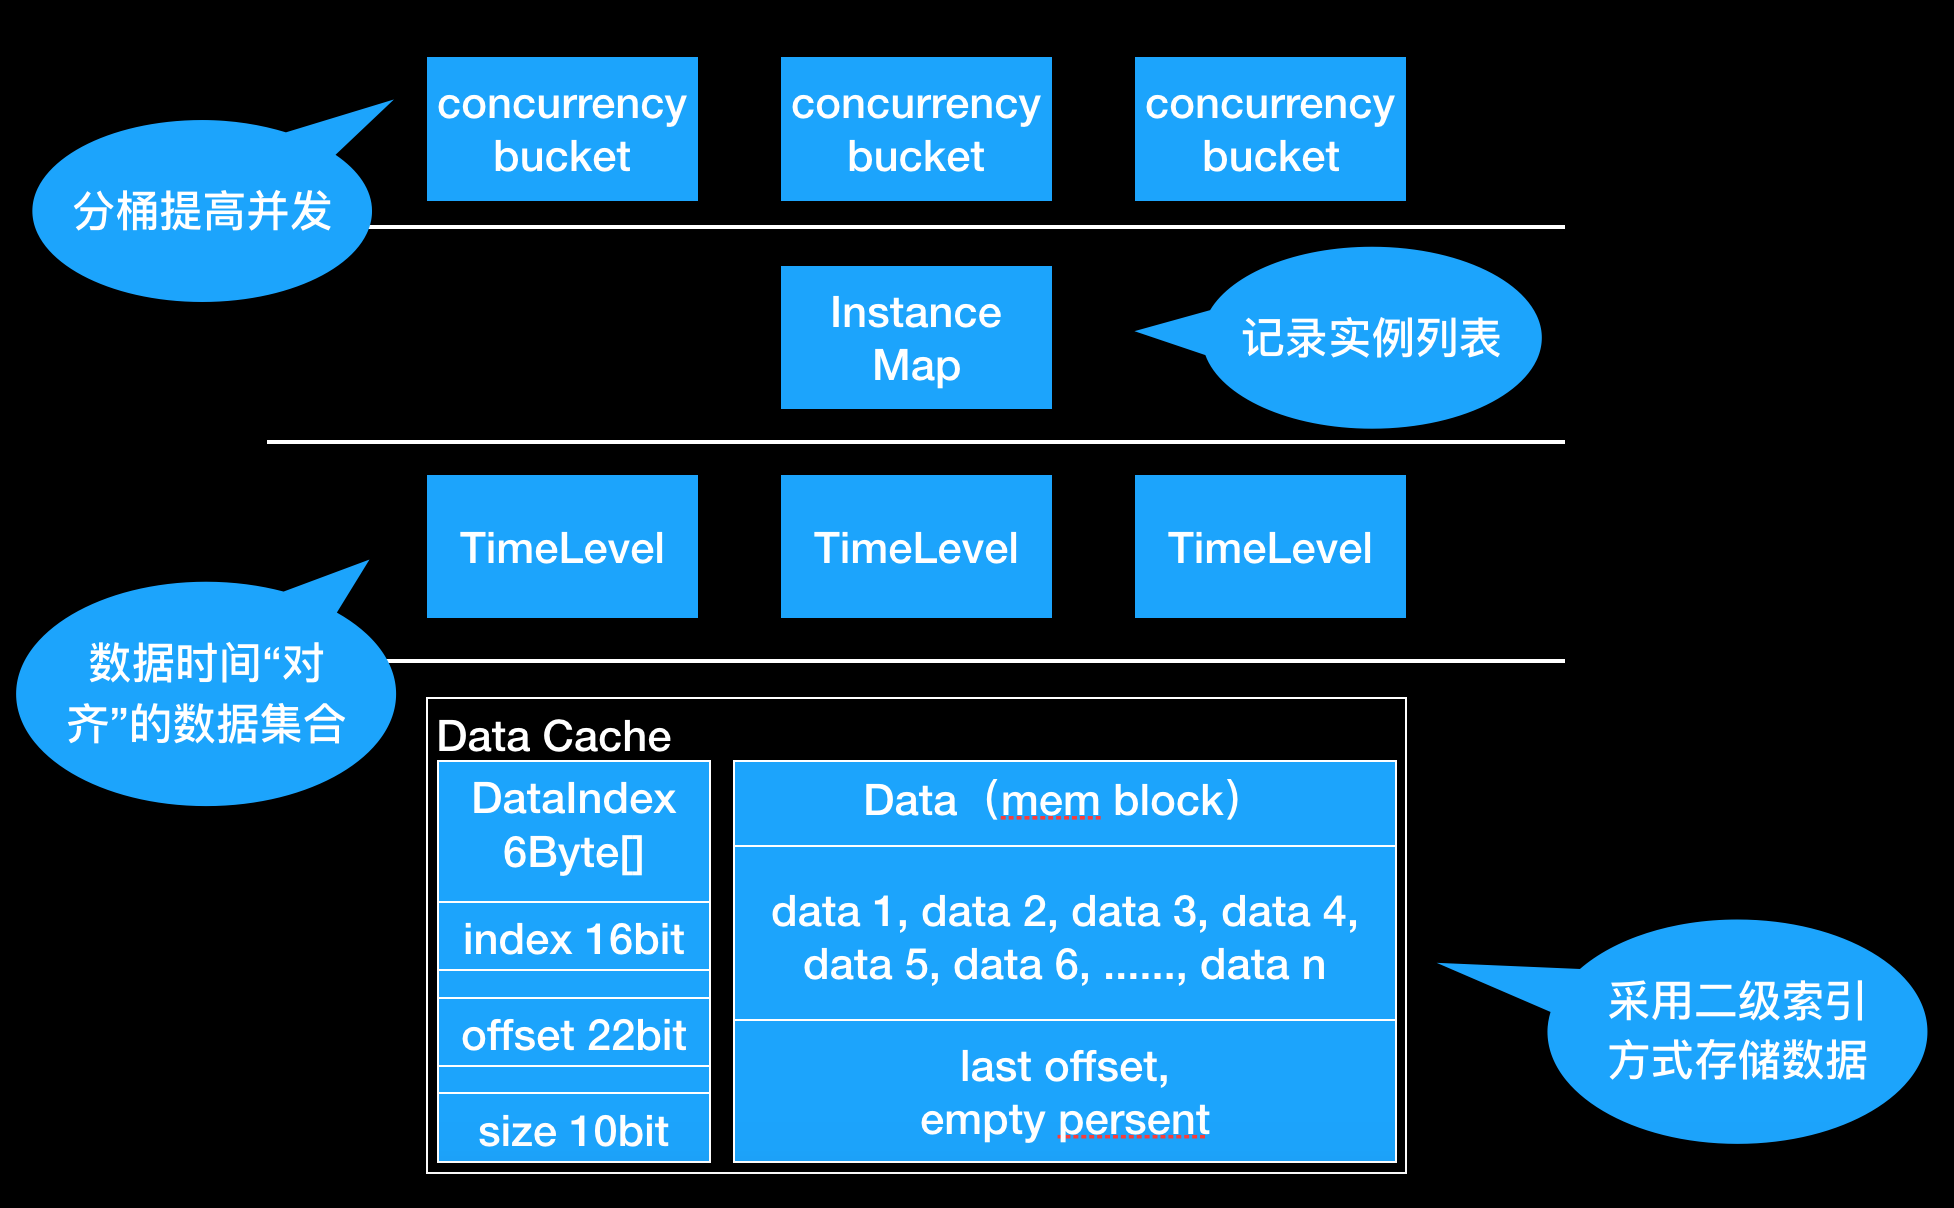 concurrency
bucket
concurrency
bucket
concurrency
bucket
分桶提高并发
Instance
Map
记录实例列表
TimeLevel
TimeLevel
TimeLevel
数据时间“对
齐”的数据集合
Data Cache
DataIndex
6Byte[]
index 16bit
offset 22bit
size 10bit
Data（mem block）
data 1, data 2, data 3, data 4,
data 5, data 6, ......, data n
last offset,
empty persent
采用二级索引
方式存储数据